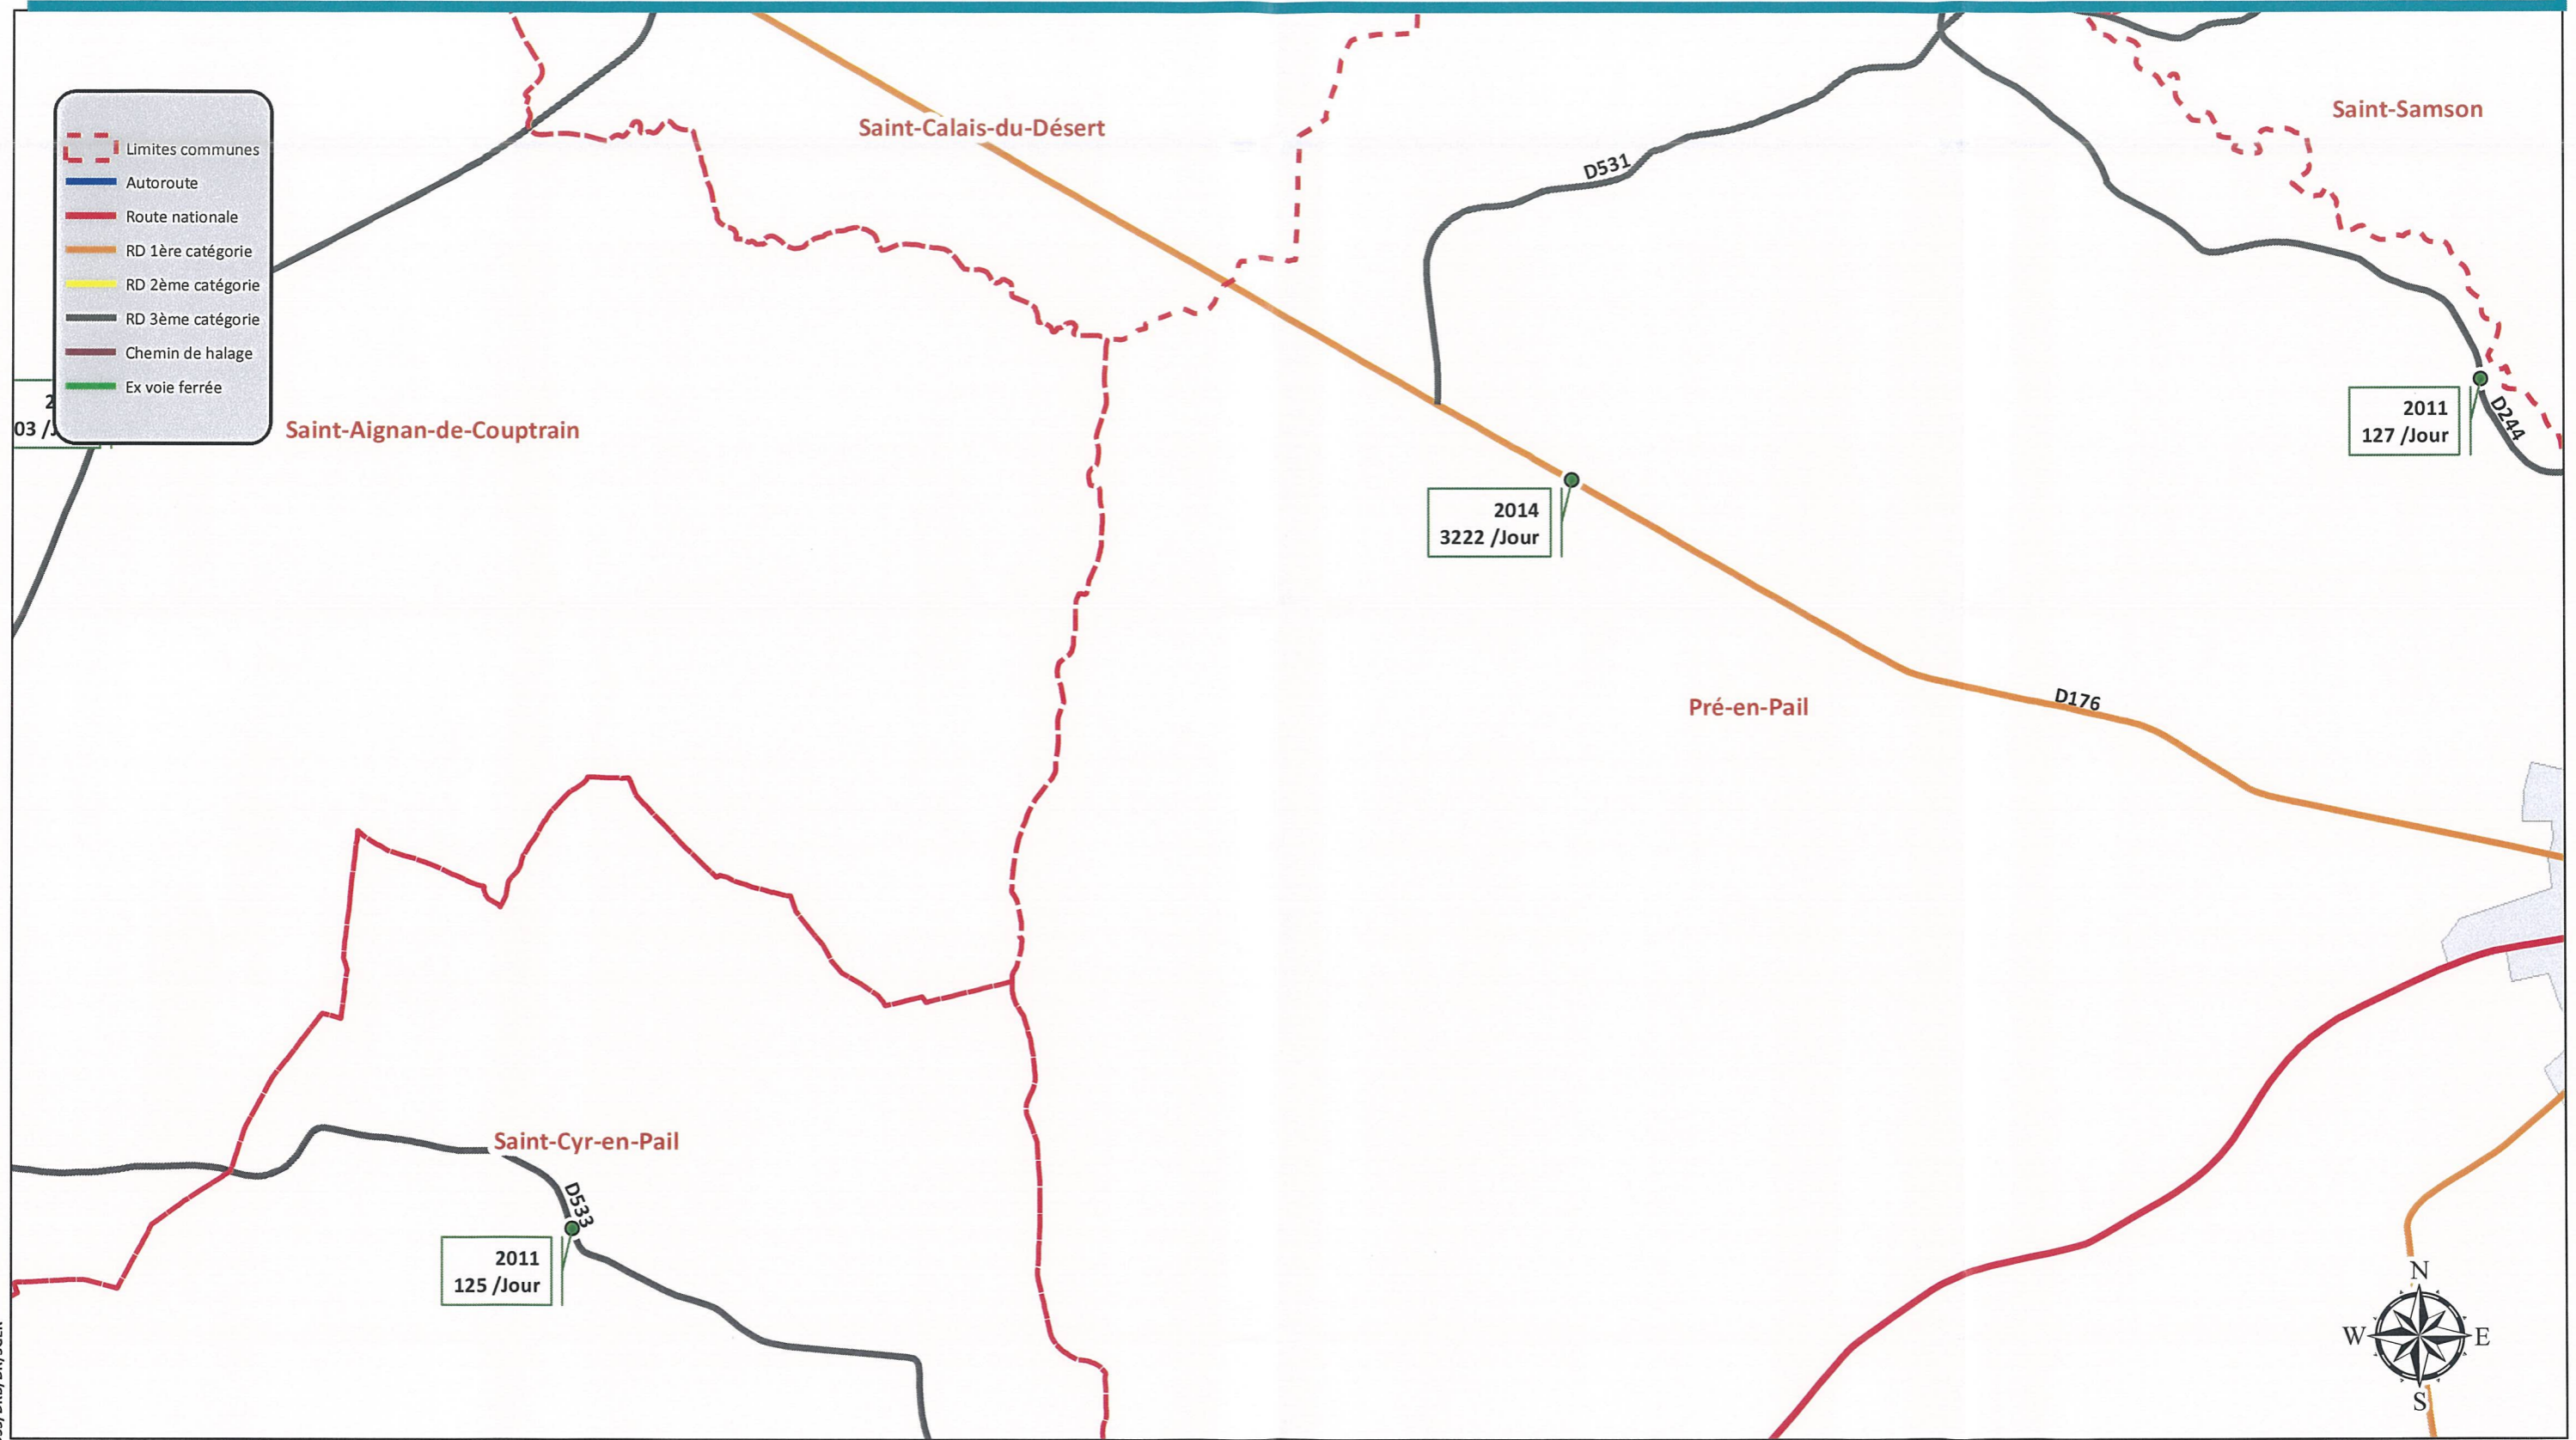 Saint-Calais-du-Désert
Saint-Samson
Limites communes
Autoroute
Route nationale
RD 1ère catégorie
RD 2ème catégorie
RD 3ème catégorie
Chemin de halage
Ex voie ferrée
D531
2
03 /J
Saint-Aignan-de-Couptrain
2011
127 /Jour
D244
2014
3222 /Jour
D176
Pré-en-Pail
Saint-Cyr-en-Pail
D533
2011
125 /Jour
N
W
E
S